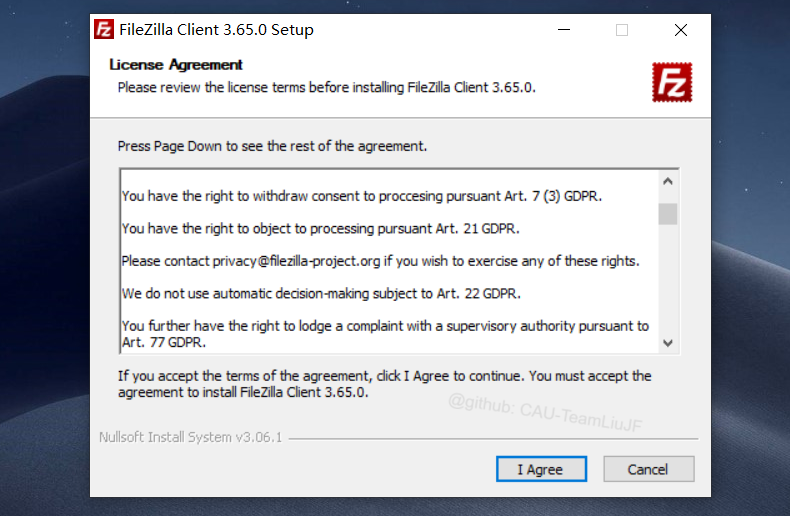 FileZilla Client 3.65.0 Setup
License Agreement
Please review the license terms before installing FileZilla Client 3.65.0.
Press Page Down to see the rest of the agreement.
You have the right to withdraw consent to proccesing pursuant Art. 7 (3) GDPR.
You have the right to object to processing pursuant Art. 21 GDPR.
Please contact privacy@filezilla-project.org if you wish to exercise any of these rights.
We do not use automatic decision-making subject to Art. 22 GDPR.
You further have the right to lodge a complaint with a supervisory authority pursuant to
Art. 77 GDPR.
If you accept the terms of the agreement, click I Agree to continue. You must accept the
agreement to install FileZilla Client 3.65.0.
@github: CAU-TeamLiuJF
Nullsoft Install System v3.06.1
I Agree
Cancel